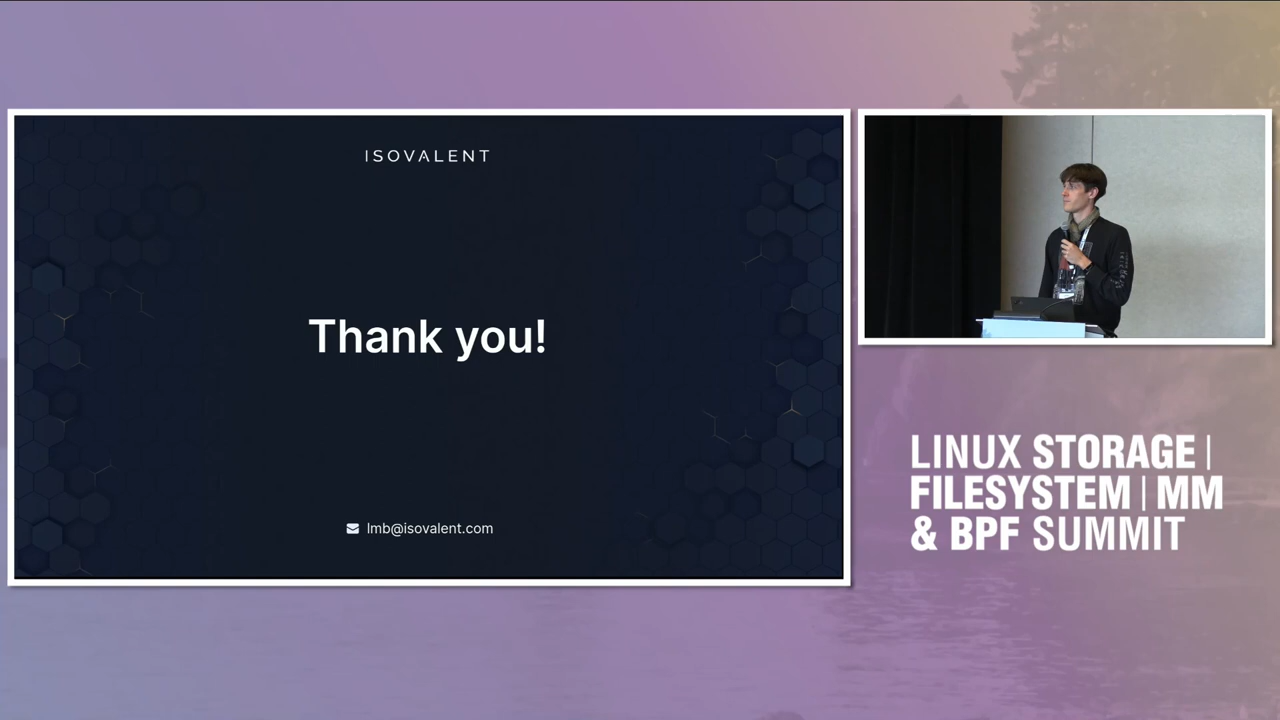 ISOVALENT
Thank you!
lmb@isovalent.com
LINUX STORAGE |
FILESYSTEM | MM
& BPF SUMMIT